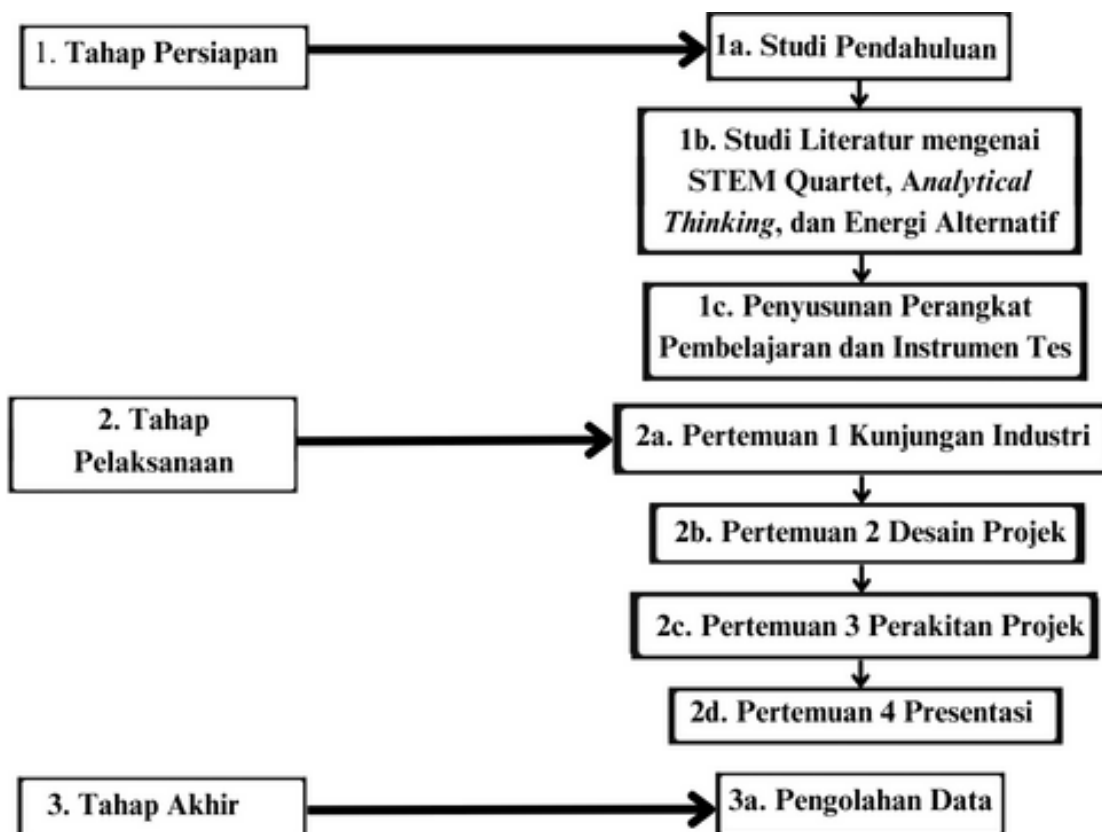 1. Tahap Persiapan
1a. Studi Pendahuluan
1b. Studi Literatur mengenai
STEM Quartet, Analytical
Thinking, dan Energi Alternatif
1c. Penyusunan Perangkat
Pembelajaran dan Instrumen Tes
2. Tahap
Pelaksanaan
2a. Pertemuan 1 Kunjungan Industri
2b. Pertemuan 2 Desain Projek
2c. Pertemuan 3 Perakitan Projek
2d. Pertemuan 4 Presentasi
3. Tahap Akhir
3a. Pengolahan Data